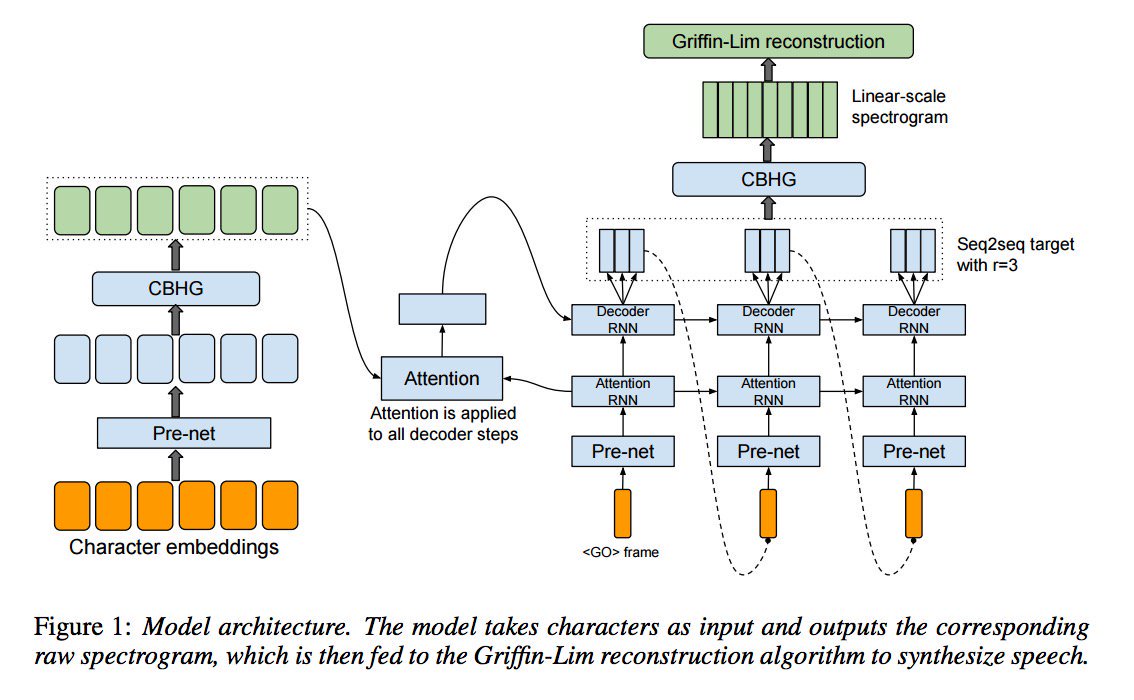 Griffin-Lim reconstruction
Linear-scale
spectrogram
CBHG
Seq2seq target
with r=3
CBHG
Decoder
RNN
Decoder
RNN
Decoder
RNN
Attention
Attention is applied
to all decoder steps
Attention
RNN
Attention
RNN
Attention
RNN
Pre-net
Pre-net
Pre-net
Pre-net
Character embeddings
<GO> frame
Figure 1: Model architecture. The model takes characters as input and outputs the corresponding
raw spectrogram, which is then fed to the Griffin-Lim reconstruction algorithm to synthesize speech.